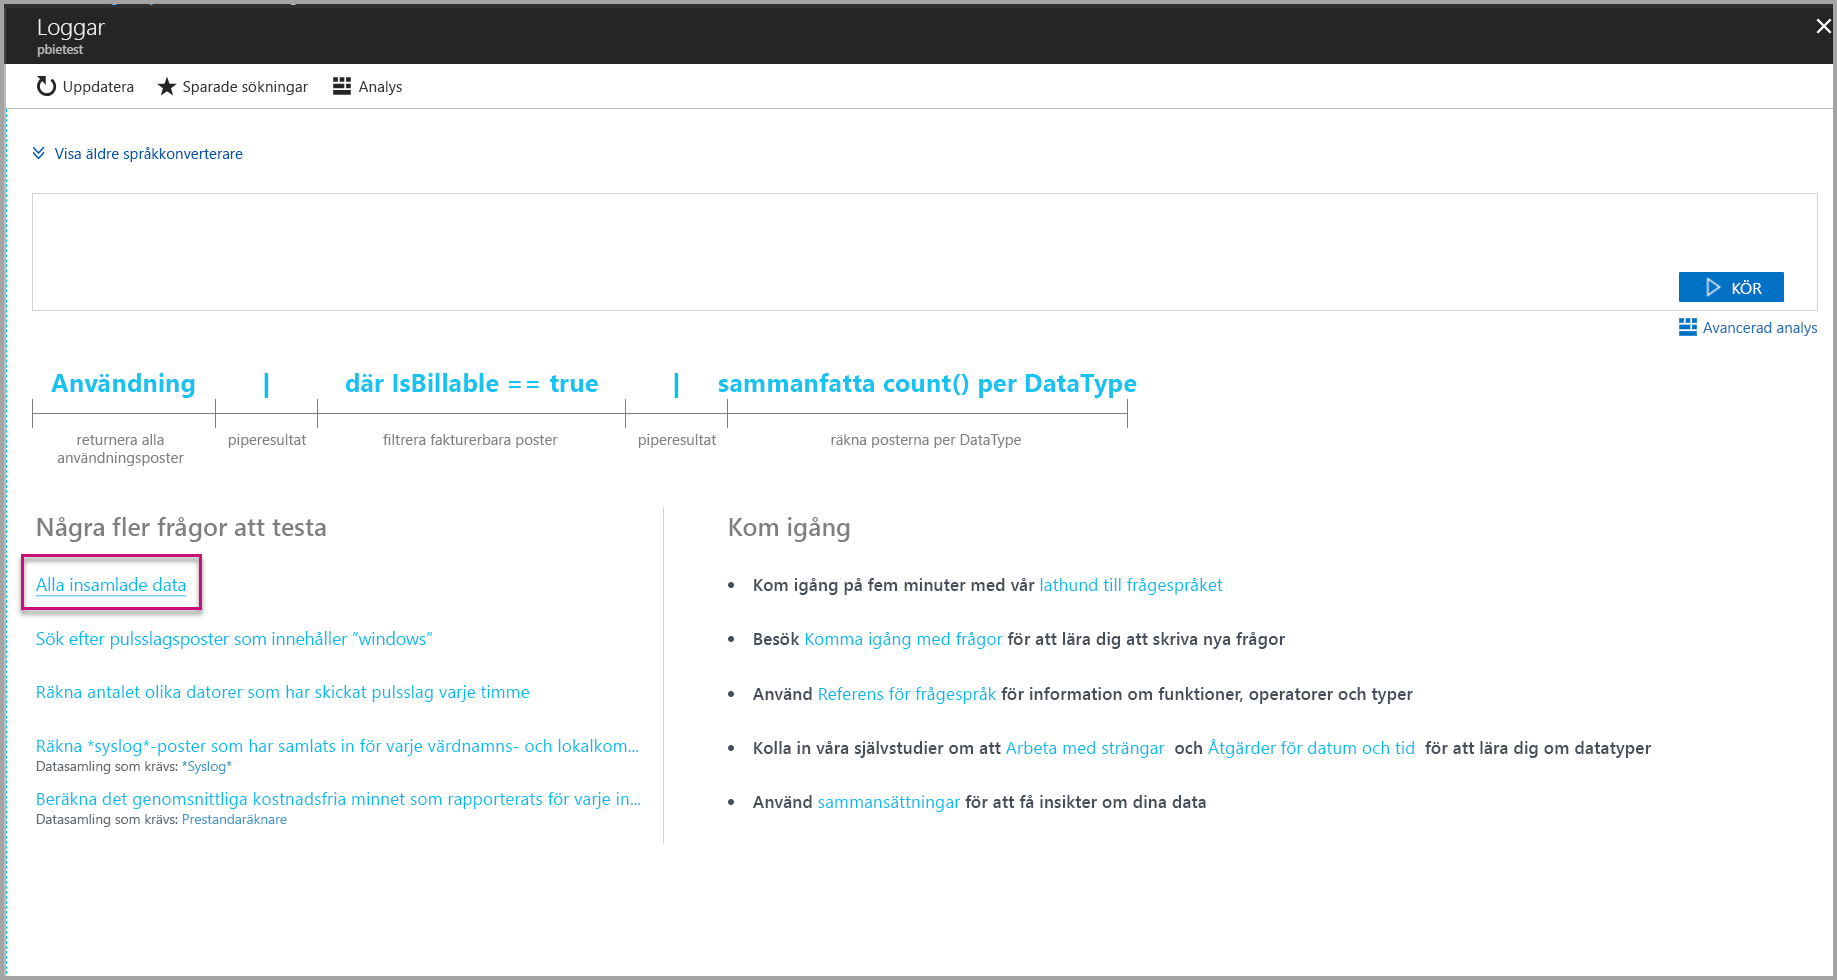 Loggar
pbietest
Uppdatera
Sparade sökningar
Analys
Visa äldre språkkonverterare
KÖR
Avancerad analys
Användning | där IsBillable == true | sammanfatta count() per DataType
returnera alla användningsposter
piperesultat
filtrera fakturerbara poster
piperesultat
räkna posterna per DataType
Några fler frågor att testa
Alla insamlade data
Sök efter pulsslagsposter som innehåller ”windows”
Räkna antalet olika datorer som har skickat pulsslag varje timme
Räkna *syslog*-poster som har samlats in för varje värdnamns- och lokalkom...
Datasamling som krävs: *Syslog*
Beräkna det genomsnittliga kostnadsfria minnet som rapporterats för varje in...
Datasamling som krävs: Prestandaräknare
Kom igång
• Kom igång på fem minuter med vår lathund till frågespråket
• Besök Komma igång med frågor för att lära dig att skriva nya frågor
• Använd Referens för frågespråk för information om funktioner, operatorer och typer
• Kolla in våra självstudier om att Arbeta med strängar och Åtgärder för datum och tid för att lära dig om datatyper
• Använd sammansättningar för att få insikter om dina data